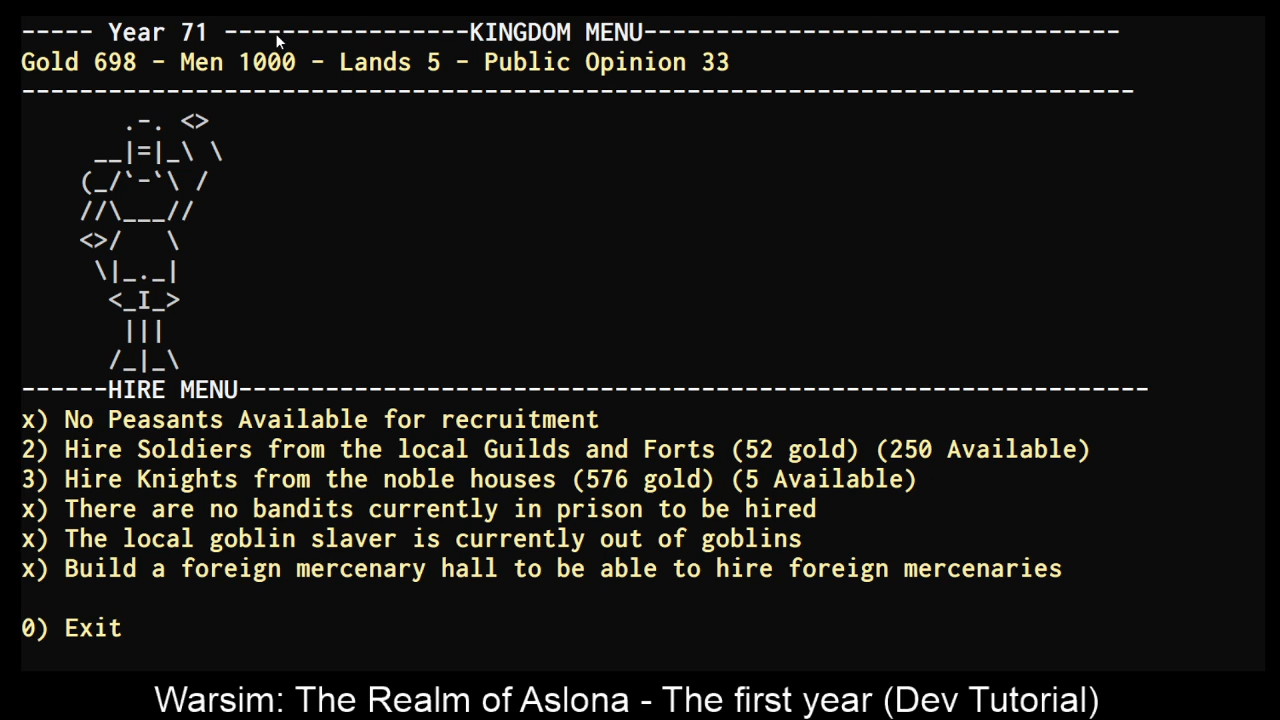 ----- Year 71 -----------------KINGDOM MENU---------------------------------
Gold 698 - Men 1000 - Lands 5 - Public Opinion 33
-----------------------------------------------------------------------------
------HIRE MENU---------------------------------------------------------------
x) No Peasants Available for recruitment
2) Hire Soldiers from the local Guilds and Forts (52 gold) (250 Available)
3) Hire Knights from the noble houses (576 gold) (5 Available)
x) There are no bandits currently in prison to be hired
x) The local goblin slaver is currently out of goblins
x) Build a foreign mercenary hall to be able to hire foreign mercenaries
0) Exit
Warsim: The Realm of Aslona - The first year (Dev Tutorial)